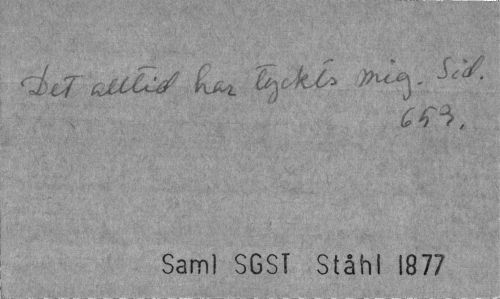 Det alltid har tyckts mig. Sid.
653.
Saml SGST Ståhl 1877